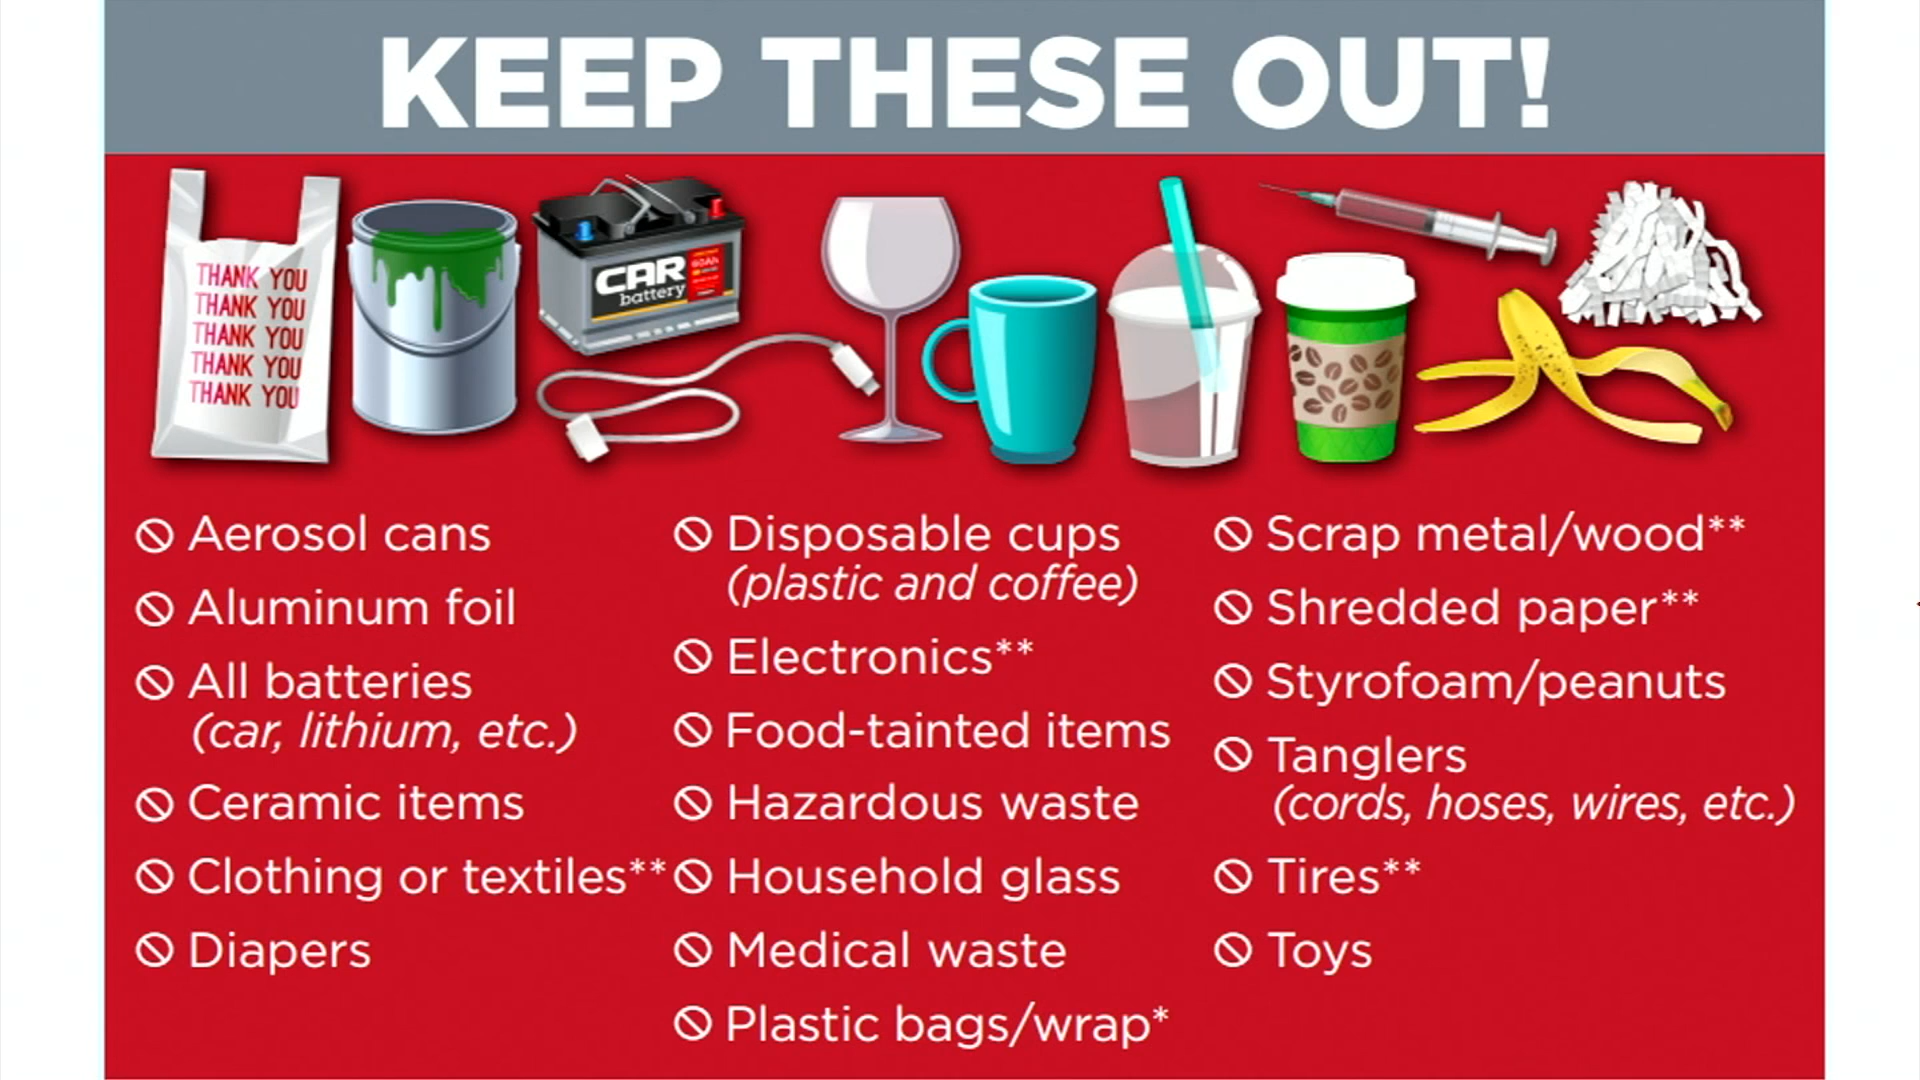 KEEP THESE OUT!
THANK YOU
THANK YOU
THANK YOU
THANK YOU
THANK YOU
CAR
battery
60Ah
Aerosol cans
Aluminum foil
All batteries
(car, lithium, etc.)
Ceramic items
Clothing or textiles**
Diapers
Disposable cups
(plastic and coffee)
Electronics**
Food-tainted items
Hazardous waste
Household glass
Medical waste
Plastic bags/wrap*
Scrap metal/wood**
Shredded paper**
Styrofoam/peanuts
Tanglers
(cords, hoses, wires, etc.)
Tires**
Toys